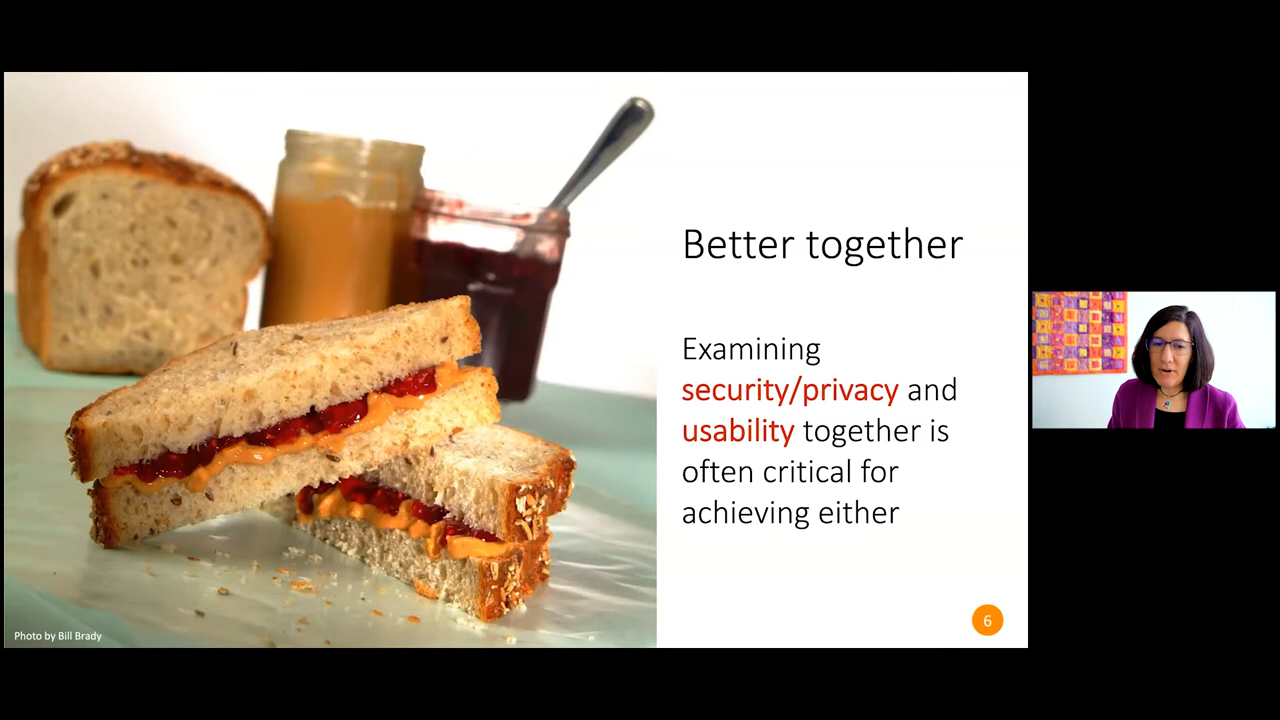 Better together
Examining
security/privacy and
usability together is
often critical for
achieving either
Photo by Bill Brady
6